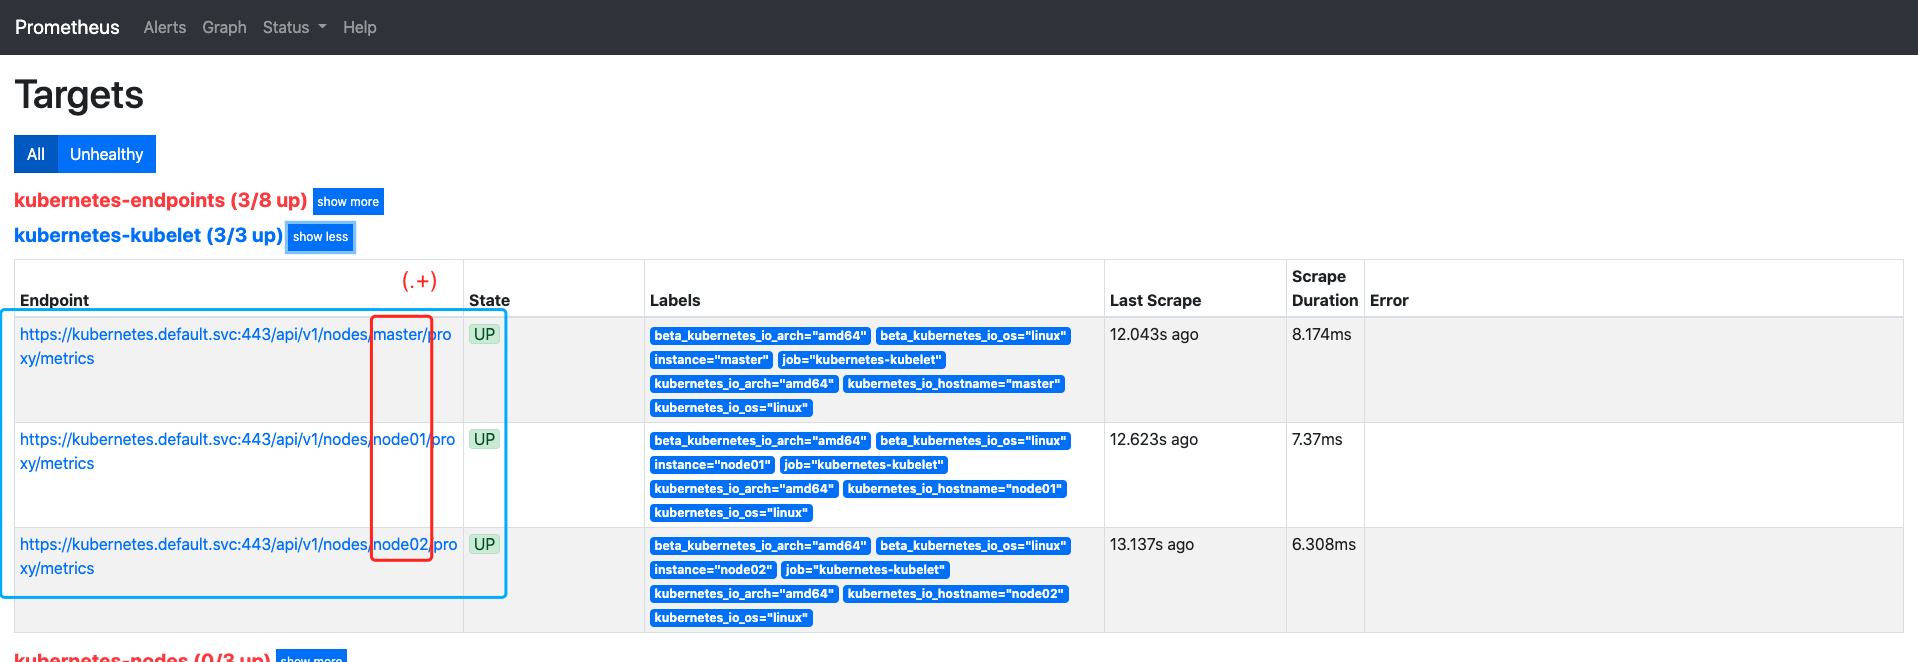 Prometheus Alerts Graph Status Help
Targets
All Unhealthy
kubernetes-endpoints (3/8 up) show more
kubernetes-kubelet (3/3 up) show less
(.+)
Endpoint State Labels Last Scrape Scrape Duration Error
https://kubernetes.default.svc:443/api/v1/nodes/master/pro
xy/metrics
UP
beta_kubernetes_io_arch="amd64" beta_kubernetes_io_os="linux"
instance="master" job="kubernetes-kubelet"
kubernetes_io_arch="amd64" kubernetes_io_hostname="master"
kubernetes_io_os="linux"
12.043s ago
8.174ms
https://kubernetes.default.svc:443/api/v1/nodes/node01/pro
xy/metrics
UP
beta_kubernetes_io_arch="amd64" beta_kubernetes_io_os="linux"
instance="node01" job="kubernetes-kubelet"
kubernetes_io_arch="amd64" kubernetes_io_hostname="node01"
kubernetes_io_os="linux"
12.623s ago
7.37ms
https://kubernetes.default.svc:443/api/v1/nodes/node02/pro
xy/metrics
UP
beta_kubernetes_io_arch="amd64" beta_kubernetes_io_os="linux"
instance="node02" job="kubernetes-kubelet"
kubernetes_io_arch="amd64" kubernetes_io_hostname="node02"
kubernetes_io_os="linux"
13.137s ago
6.308ms
kubernetes-nodes (0/3 up) show more